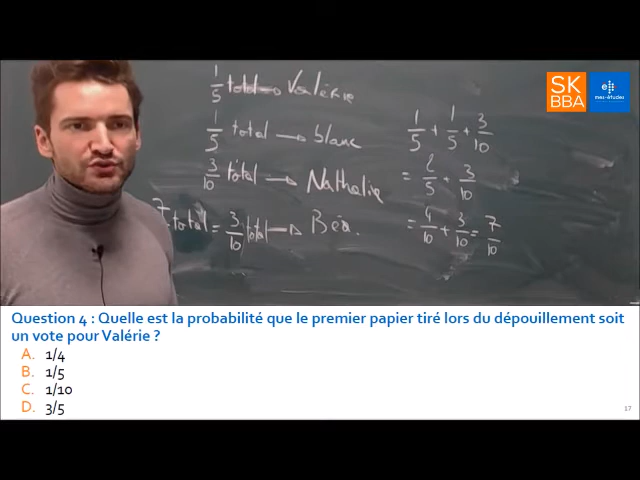 1/5 total → Valérie
1/5 total → blanc
3/10 total → Nathalie
7 total = 3/10 total → Béa.
1/5 + 1/5 + 3/10
= 2/5 + 3/10
= 4/10 + 3/10 = 7/10
SK
BBA
mes-études
Question 4 : Quelle est la probabilité que le premier papier tiré lors du dépouillement soit
un vote pour Valérie ?
A. 1/4
B. 1/5
C. 1/10
D. 3/5
17